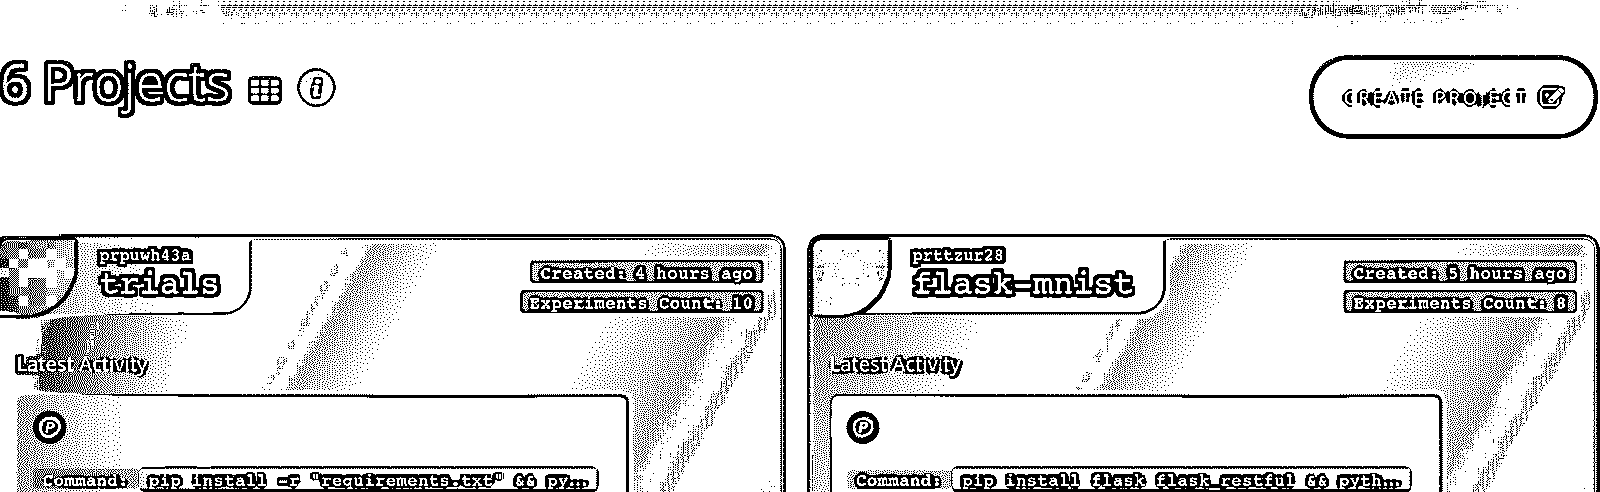 6 Projects
CREATE PROJECT
prpuwh43a
trials
Created: 4 hours ago
Experiments Count: 10
Latest Activity
Command: pip install -r "requirements.txt" && py...
prttzur28
flask-mnist
Created: 5 hours ago
Experiments Count: 8
Latest Activity
Command: pip install flask flask_restful && pyth...